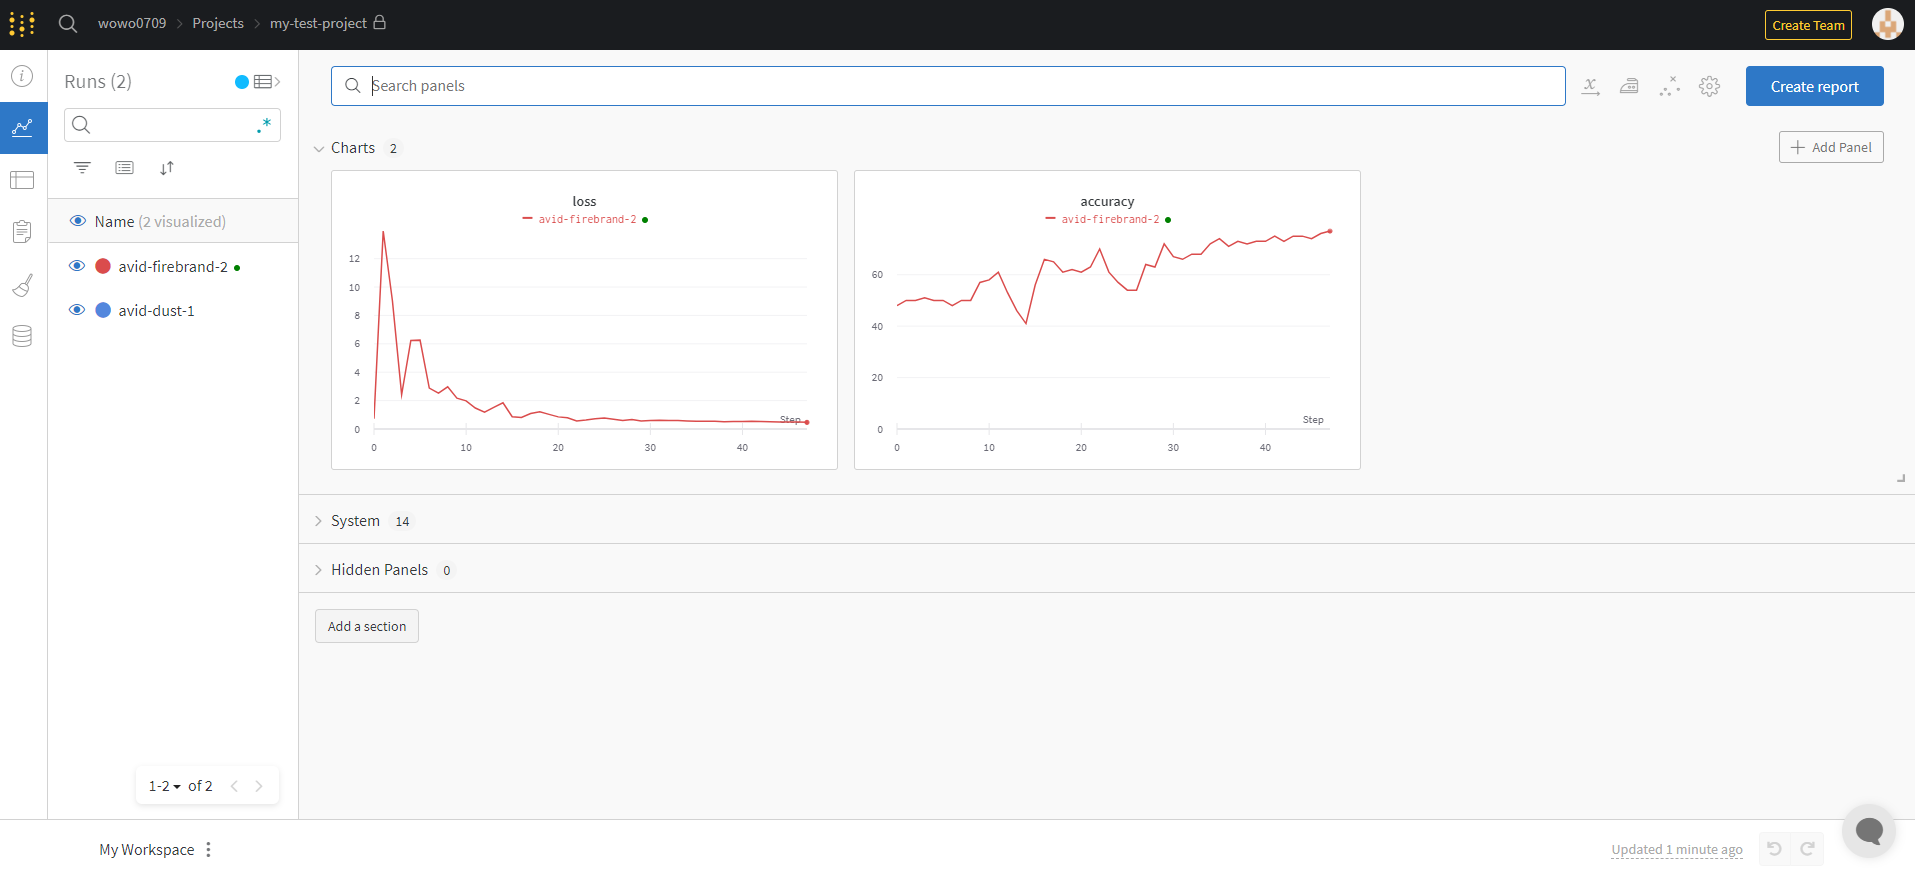 wowo0709 > Projects > my-test-project
Create Team
Runs (2)
.*
Name (2 visualized)
avid-firebrand-2
avid-dust-1
1-2 of 2
Search panels
Create report
Charts 2
Add Panel
loss
avid-firebrand-2
12
10
8
6
4
2
0
Step
0 10 20 30 40
accuracy
avid-firebrand-2
60
40
20
0
Step
0 10 20 30 40
System 14
Hidden Panels 0
Add a section
My Workspace
Updated 1 minute ago